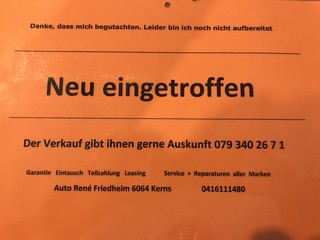 Danke, dass mich begutachten. Leider bin ich noch nicht aufbereitet
Neu eingetroffen
Der Verkauf gibt ihnen gerne Auskunft 079 340 26 7 1
Garantie Eintausch Teilzahlung Leasing Service + Reparaturen aller Marken
Auto René Friedheim 6064 Kerns 0416111480